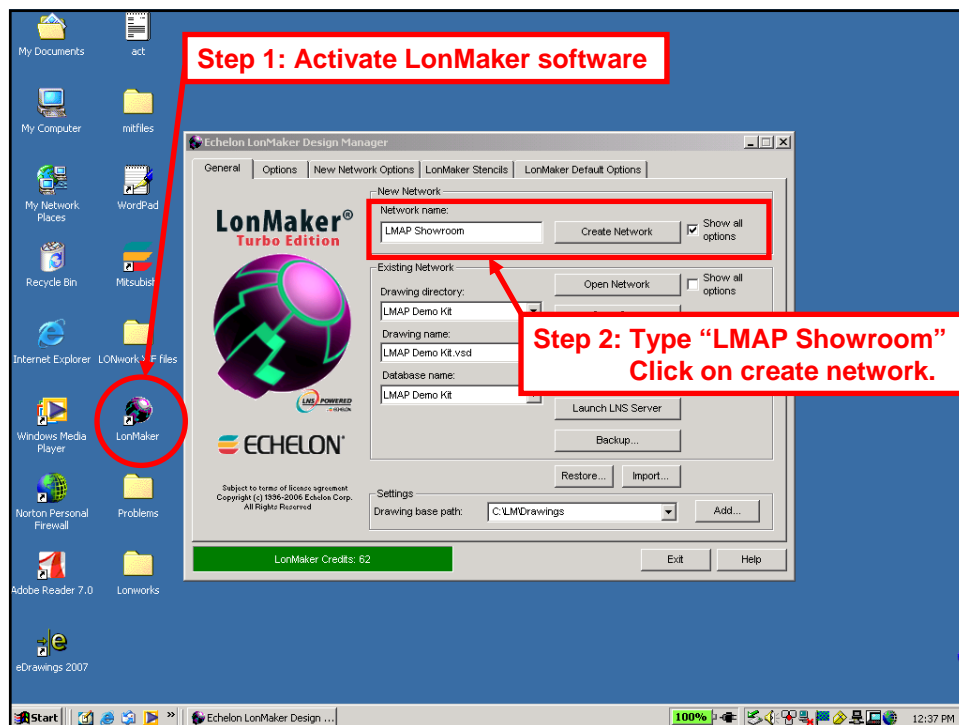 My Documents
act
Step 1: Activate LonMaker software
My Computer
mitfiles
Echelon LonMaker Design Manager
General
Options
New Network Options
LonMaker Stencils
LonMaker Default Options
New Network
Network name:
LMAP Showroom
Create Network
Show all
options
My Network
Places
WordPad
LonMaker®
Turbo Edition
Existing Network
Open Network
Show all
options
Drawing directory:
LMAP Demo Kit
Recycle Bin
Mitsubish
Step 2: Type “LMAP Showroom”
Click on create network.
Drawing name:
LMAP Demo Kit.vsd
Database name:
LMAP Demo Kit
Internet Explorer
LONwork
F files
LNS POWERED
Launch LNS Server
Windows Media
Player
LonMaker
ECHELON
Backup...
Restore...
Import...
Subject to terms of license agreement
Copyright (c) 1996-2006 Echelon Corp.
All Rights Reserved
Settings
Drawing base path:
C:\LM\Drawings
Add...
Norton Personal
Firewall
Problems
LonMaker Credits: 62
Exit
Help
Adobe Reader 7.0
Lonworks
eDrawings 2007
Start
»
Echelon LonMaker Design ...
100%
12:37 PM